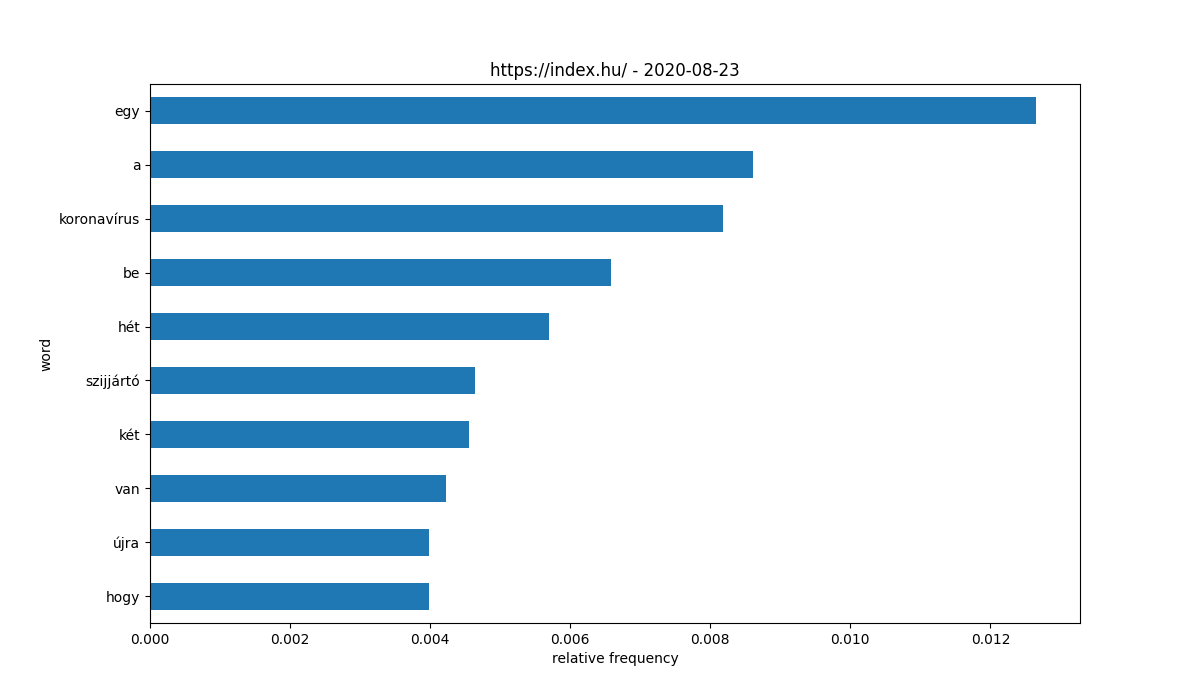 https://index.hu/ - 2020-08-23
egy
a
koronavírus
be
hét
szijjártó
két
van
újra
hogy
word
0.000 0.002 0.004 0.006 0.008 0.010 0.012
relative frequency